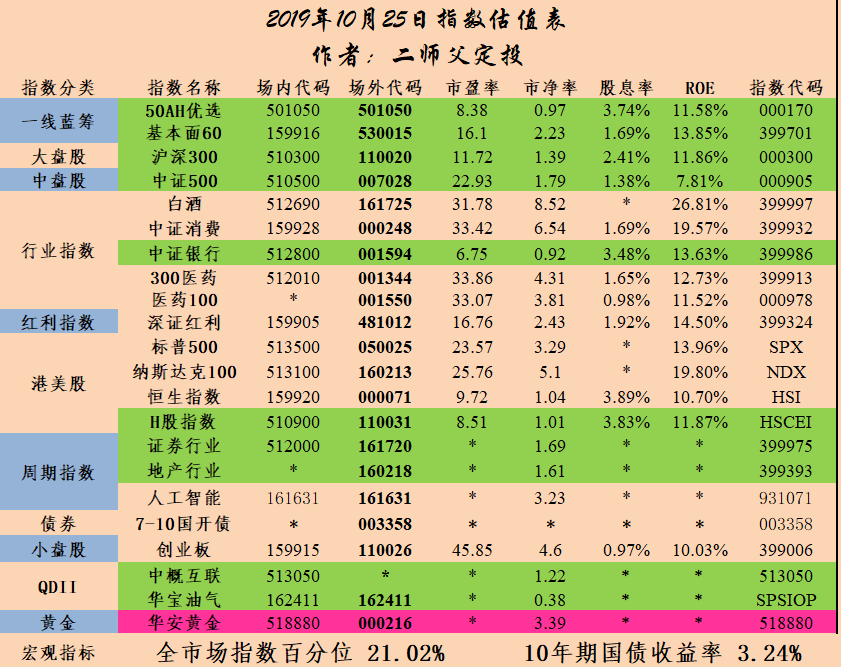 2019年10月25日指数估值表
作者：二师父定投
指数分类 指数名称 场内代码 场外代码 市盈率 市净率 股息率 ROE 指数代码
一线蓝筹 50AH优选 501050 501050 8.38 0.97 3.74% 11.58% 000170
基本面60 159916 530015 16.1 2.23 1.69% 13.85% 399701
大盘股 沪深300 510300 110020 11.72 1.39 2.41% 11.86% 000300
中盘股 中证500 510500 007028 22.93 1.79 1.38% 7.81% 000905
行业指数 白酒 512690 161725 31.78 8.52 * 26.81% 399997
中证消费 159928 000248 33.42 6.54 1.69% 19.57% 399932
中证银行 512800 001594 6.75 0.92 3.48% 13.63% 399986
300医药 512010 001344 33.86 4.31 1.65% 12.73% 399913
医药100 * 001550 33.07 3.81 0.98% 11.52% 000978
红利指数 深证红利 159905 481012 16.76 2.43 1.92% 14.50% 399324
港美股 标普500 513500 050025 23.57 3.29 * 13.96% SPX
纳斯达克100 513100 160213 25.76 5.1 * 19.80% NDX
恒生指数 159920 000071 9.72 1.04 3.89% 10.70% HSI
H股指数 510900 110031 8.51 1.01 3.83% 11.87% HSCEI
周期指数 证券行业 512000 161720 * 1.69 * * 399975
地产行业 * 160218 * 1.61 * * 399393
人工智能 161631 161631 * 3.23 * * 931071
债券 7-10国开债 * 003358 * * * * 003358
小盘股 创业板 159915 110026 45.85 4.6 0.97% 10.03% 399006
QDII 中概互联 513050 * * 1.22 * * 513050
华宝油气 162411 162411 * 0.38 * * SPSIOP
黄金 华安黄金 518880 000216 * 3.39 * * 518880
宏观指标 全市场指数百分位 21.02% 10年期国债收益率 3.24%